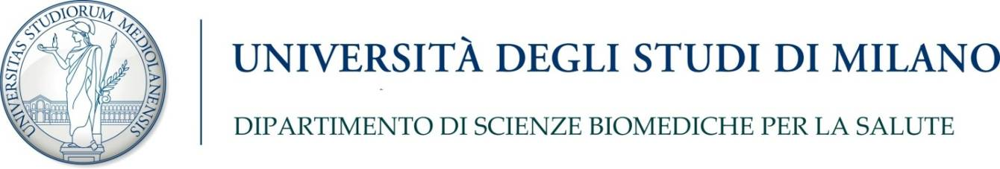 UNIVERSITAS STUDIORUM MEDIOLANENSIS
UNIVERSITÀ DEGLI STUDI DI MILANO
DIPARTIMENTO DI SCIENZE BIOMEDICHE PER LA SALUTE